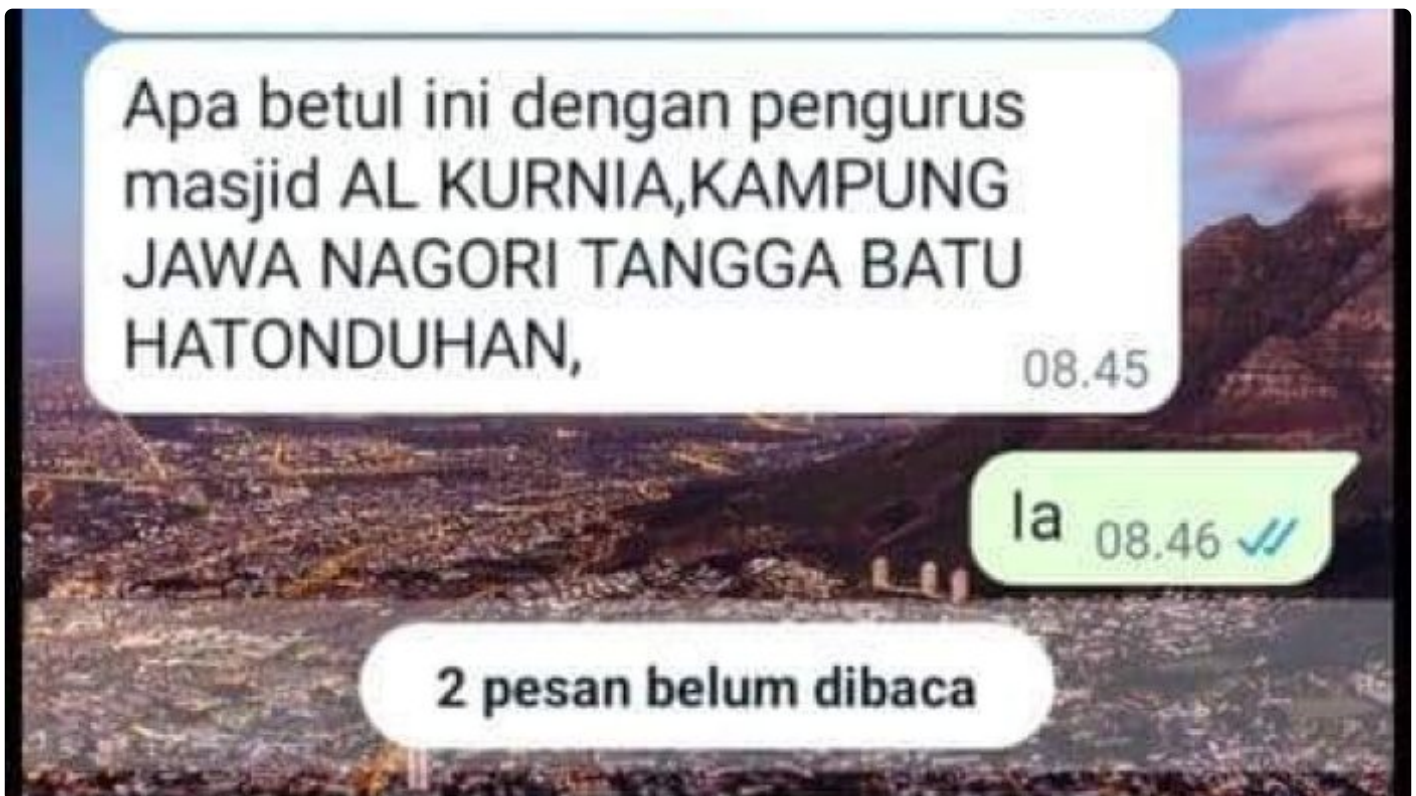 Apa betul ini dengan pengurus
masjid AL KURNIA,KAMPUNG
JAWA NAGORI TANGGA BATU
HATONDUHAN,
08.45
Ia 08.46
2 pesan belum dibaca